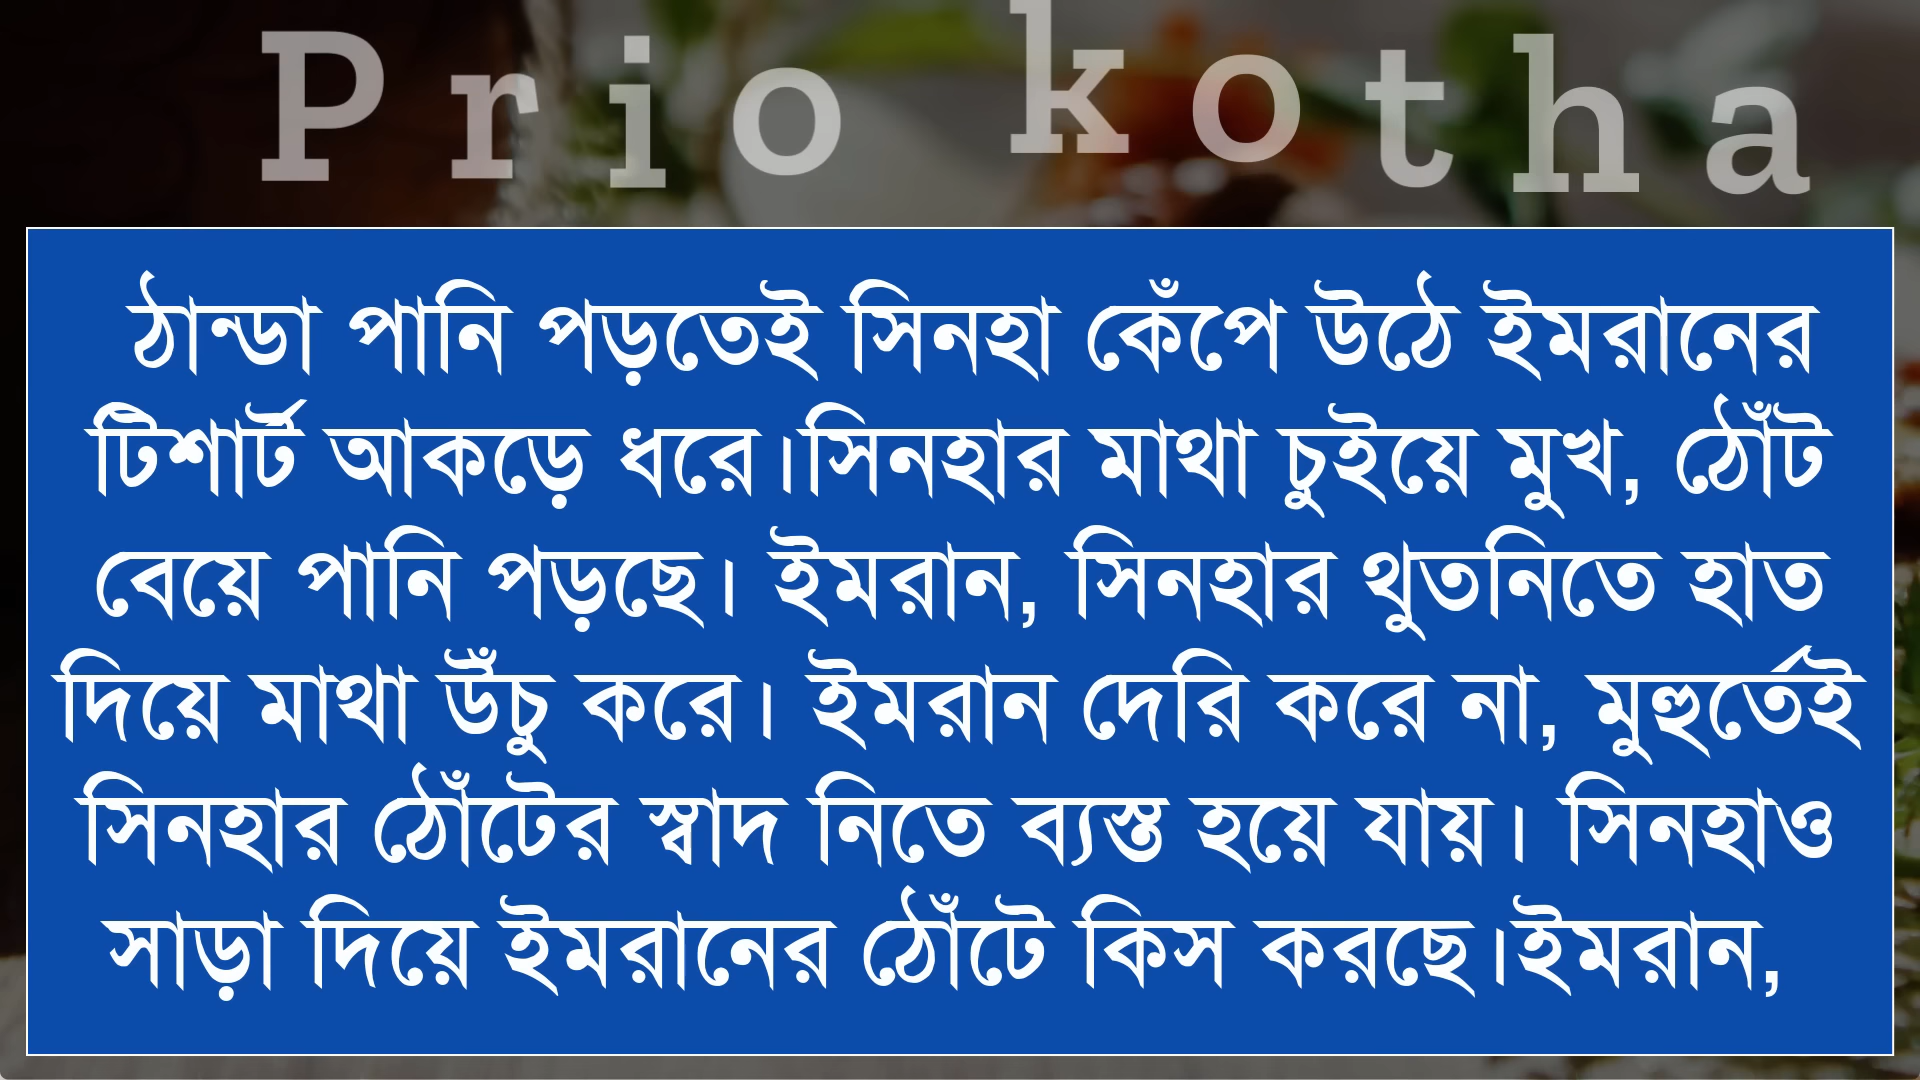 Prio kotha
ঠান্ডা পানি পড়তেই সিনহা কেঁপে উঠে ইমরানের
টিশার্ট আকড়ে ধরে।সিনহার মাথা চুইয়ে মুখ, ঠোঁট
বেয়ে পানি পড়ছে। ইমরান, সিনহার থুতনিতে হাত
দিয়ে মাথা উঁচু করে। ইমরান দেরি করে না, মুহুর্তেই
সিনহার ঠোঁটের স্বাদ নিতে ব্যস্ত হয়ে যায়। সিনহাও
সাড়া দিয়ে ইমরানের ঠোঁটে কিস করছে।ইমরান,